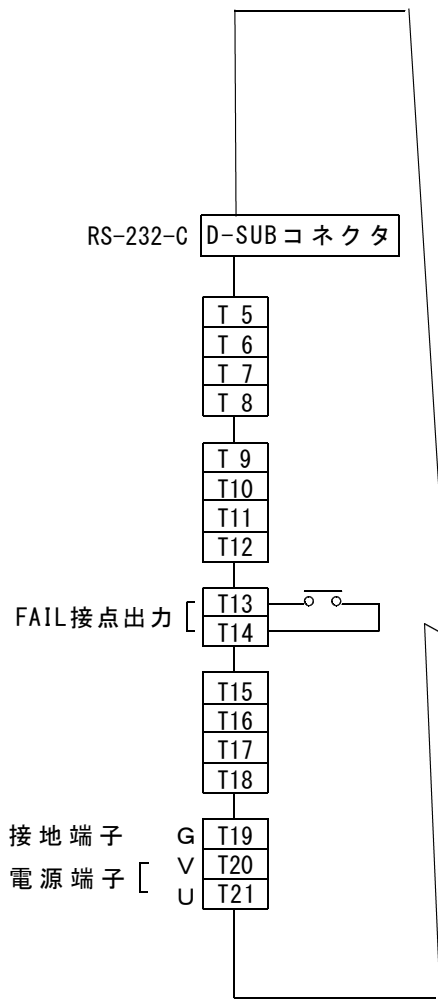 RS-232-C D-SUBコネクタ
T 5
T 6
T 7
T 8
T 9
T10
T11
T12
FAIL接点出力
T13
T14
T15
T16
T17
T18
接地端子 G T19
電源端子
V T20
U T21